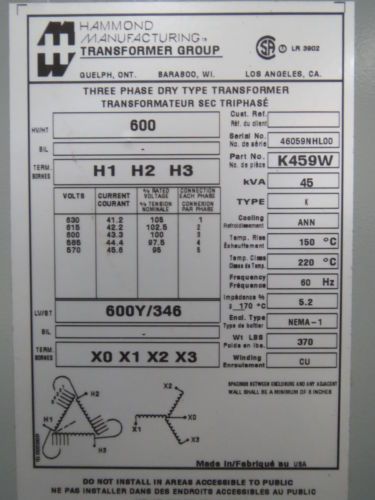 HAMMOND
MANUFACTURING™
TRANSFORMER GROUP
LR 3902
GUELPH, ONT. BARABOO, WI. LOS ANGELES, CA.
THREE PHASE DRY TYPE TRANSFORMER
TRANSFORMATEUR SEC TRIPHASÉ
HV/HT 600
BIL -
TERM. BORNES H1 H2 H3
VOLTS CURRENT COURANT % RATED VOLTAGE % TENSION NOMINALE CONNECTION EACH PHASE CONNEXION PAR PHASE
630 41.2 105 1
615 42.2 102.5 2
600 43.3 100 3
585 44.4 97.5 4
570 45.6 95 5
LV/BT 600Y/346
BIL -
TERM. BORNES X0 X1 X2 X3
Cust. Ref.
Réf. du client
Serial No.
No. de série 46059NHL00
Part No.
No. de pièce K459W
kVA 45
TYPE K
Cooling
Refroidissement ANN
Temp. Rise
Echauffement 150 °C
Temp. Class
Classe de Temp. 220 °C
Frequency
Fréquence 60 Hz
Impédance %
± 170 °C 5.2
Encl. Type
Type de boîtier NEMA-1
Wt LBS
Poids en lbs. 370
Winding
Enroulement CU
SPACINGS BETWEEN ENCLOSURE AND ANY ADJACENT
WALL SHALL BE A MINIMUM OF 6 INCHES
H1 H2 H3
X1 X2 X3 X0
Made in/Fabriqué au USA
DO NOT INSTALL IN AREAS ACCESSIBLE TO PUBLIC
NE PAS INSTALLER DANS DES ENDROITS ACCESSIBLES AU PUBLIC